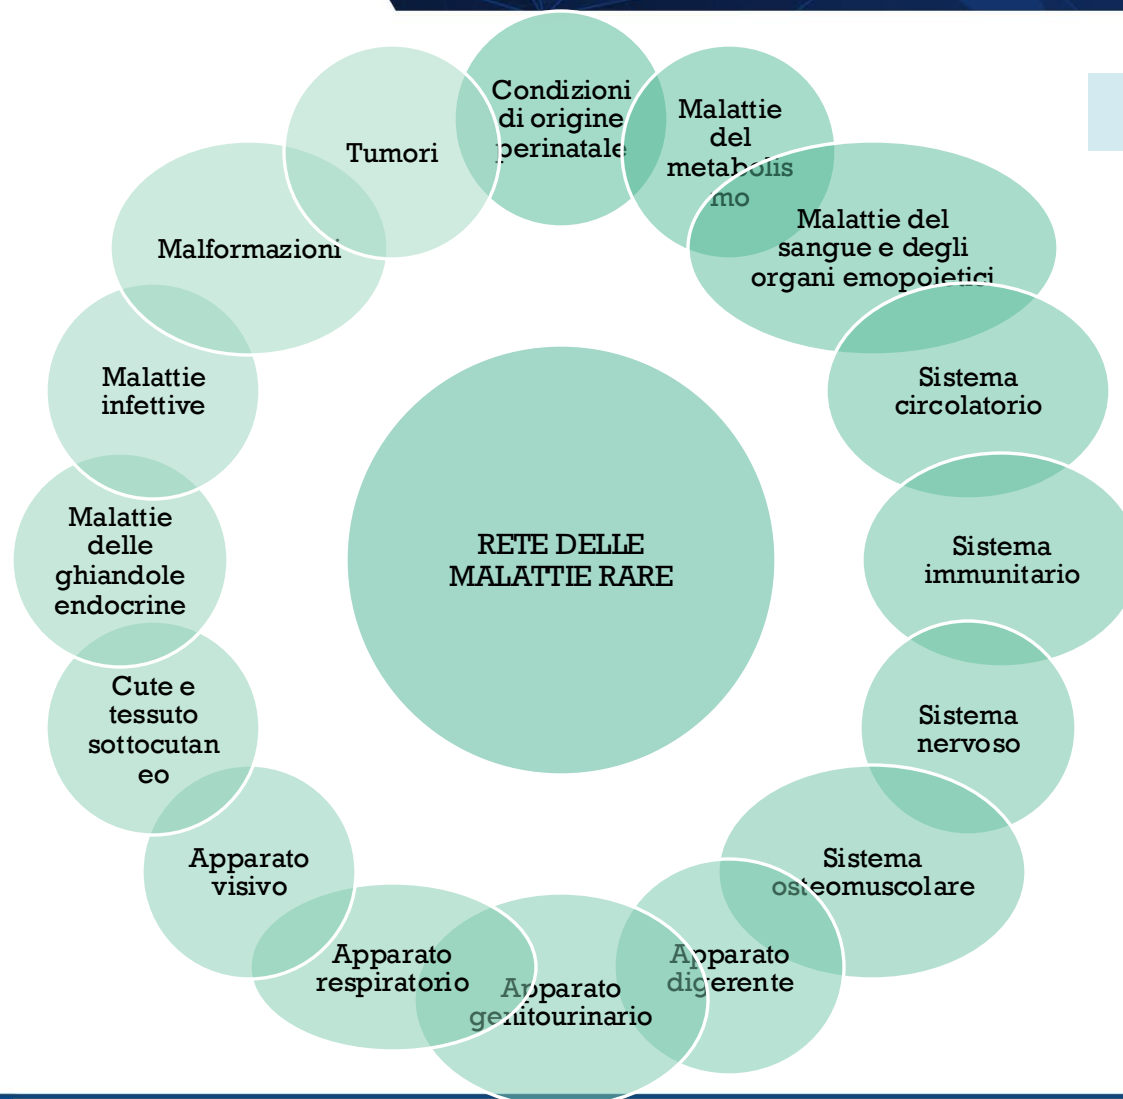 Condizioni
di origine
perinatale
Malattie
del
metabolis
mo
Malattie del
sangue e degli
organi emopoietici
Sistema
circolatorio
Sistema
immunitario
Sistema
nervoso
Sistema
osteomuscolare
Apparato
digerente
Apparato
genitourinario
Apparato
respiratorio
Apparato
visivo
Cute e
tessuto
sottocutan
eo
Malattie
delle
ghiandole
endocrine
Malattie
infettive
Malformazioni
Tumori
RETE DELLE
MALATTIE RARE